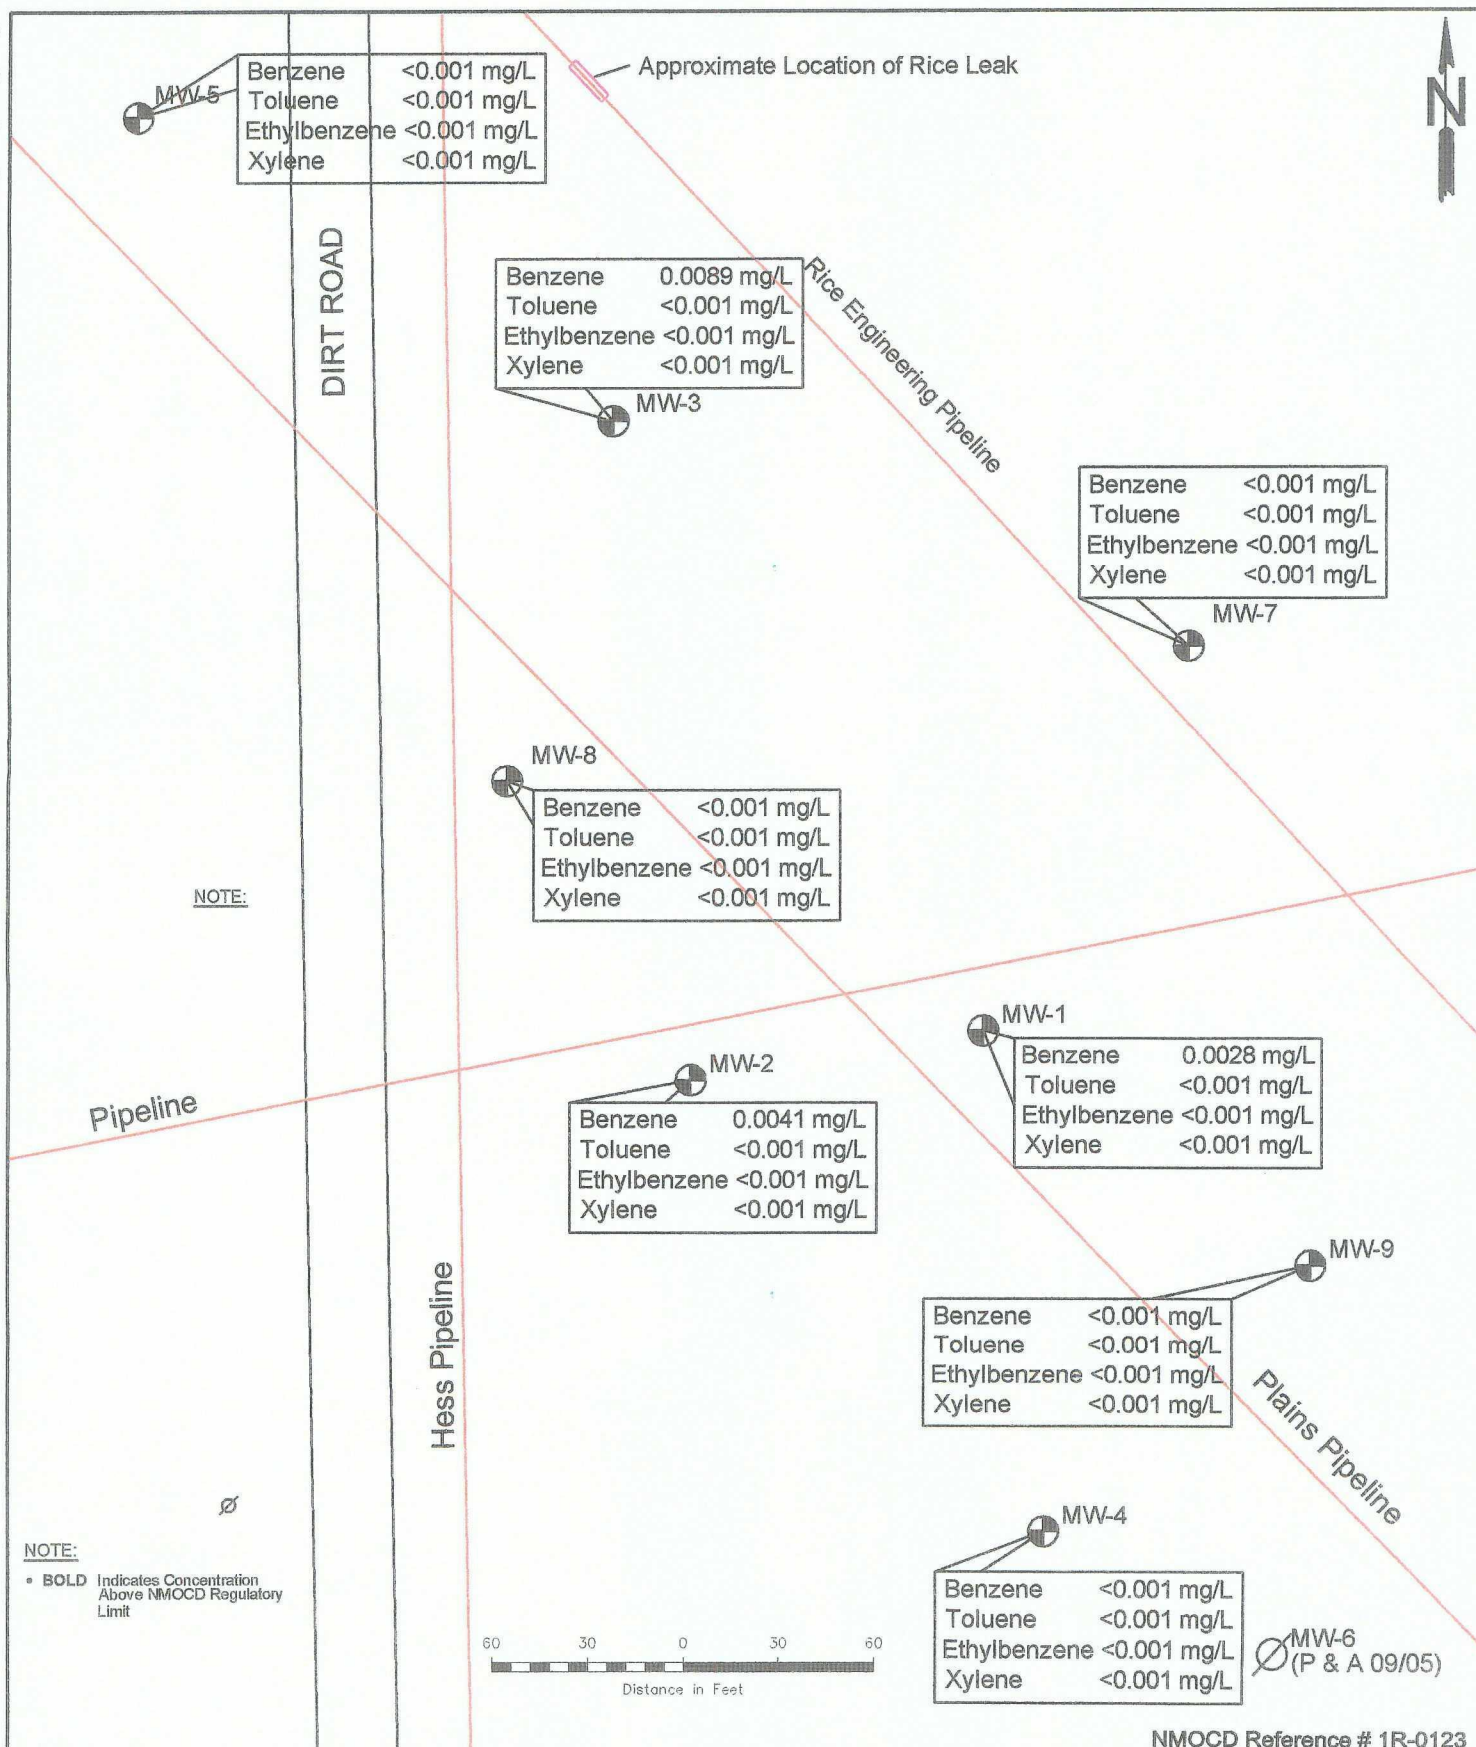 Approximate Location of Rice Leak
N
MW-5
Benzene <0.001 mg/L
Toluene <0.001 mg/L
Ethylbenzene <0.001 mg/L
Xylene <0.001 mg/L
DIRT ROAD
Benzene 0.0089 mg/L
Toluene <0.001 mg/L
Ethylbenzene <0.001 mg/L
Xylene <0.001 mg/L
MW-3
Rice Engineering Pipeline
Benzene <0.001 mg/L
Toluene <0.001 mg/L
Ethylbenzene <0.001 mg/L
Xylene <0.001 mg/L
MW-7
MW-8
Benzene <0.001 mg/L
Toluene <0.001 mg/L
Ethylbenzene <0.001 mg/L
Xylene <0.001 mg/L
NOTE:
MW-1
Benzene 0.0028 mg/L
Toluene <0.001 mg/L
Ethylbenzene <0.001 mg/L
Xylene <0.001 mg/L
MW-2
Benzene 0.0041 mg/L
Toluene <0.001 mg/L
Ethylbenzene <0.001 mg/L
Xylene <0.001 mg/L
Pipeline
Hess Pipeline
MW-9
Benzene <0.001 mg/L
Toluene <0.001 mg/L
Ethylbenzene <0.001 mg/L
Xylene <0.001 mg/L
Plains Pipeline
MW-4
Benzene <0.001 mg/L
Toluene <0.001 mg/L
Ethylbenzene <0.001 mg/L
Xylene <0.001 mg/L
MW-6
(P & A 09/05)
NOTE:
• BOLD Indicates Concentration
Above NMOCD Regulatory
Limit
60 30 0 30 60
Distance in Feet
NMOCD Reference # 1R-0123